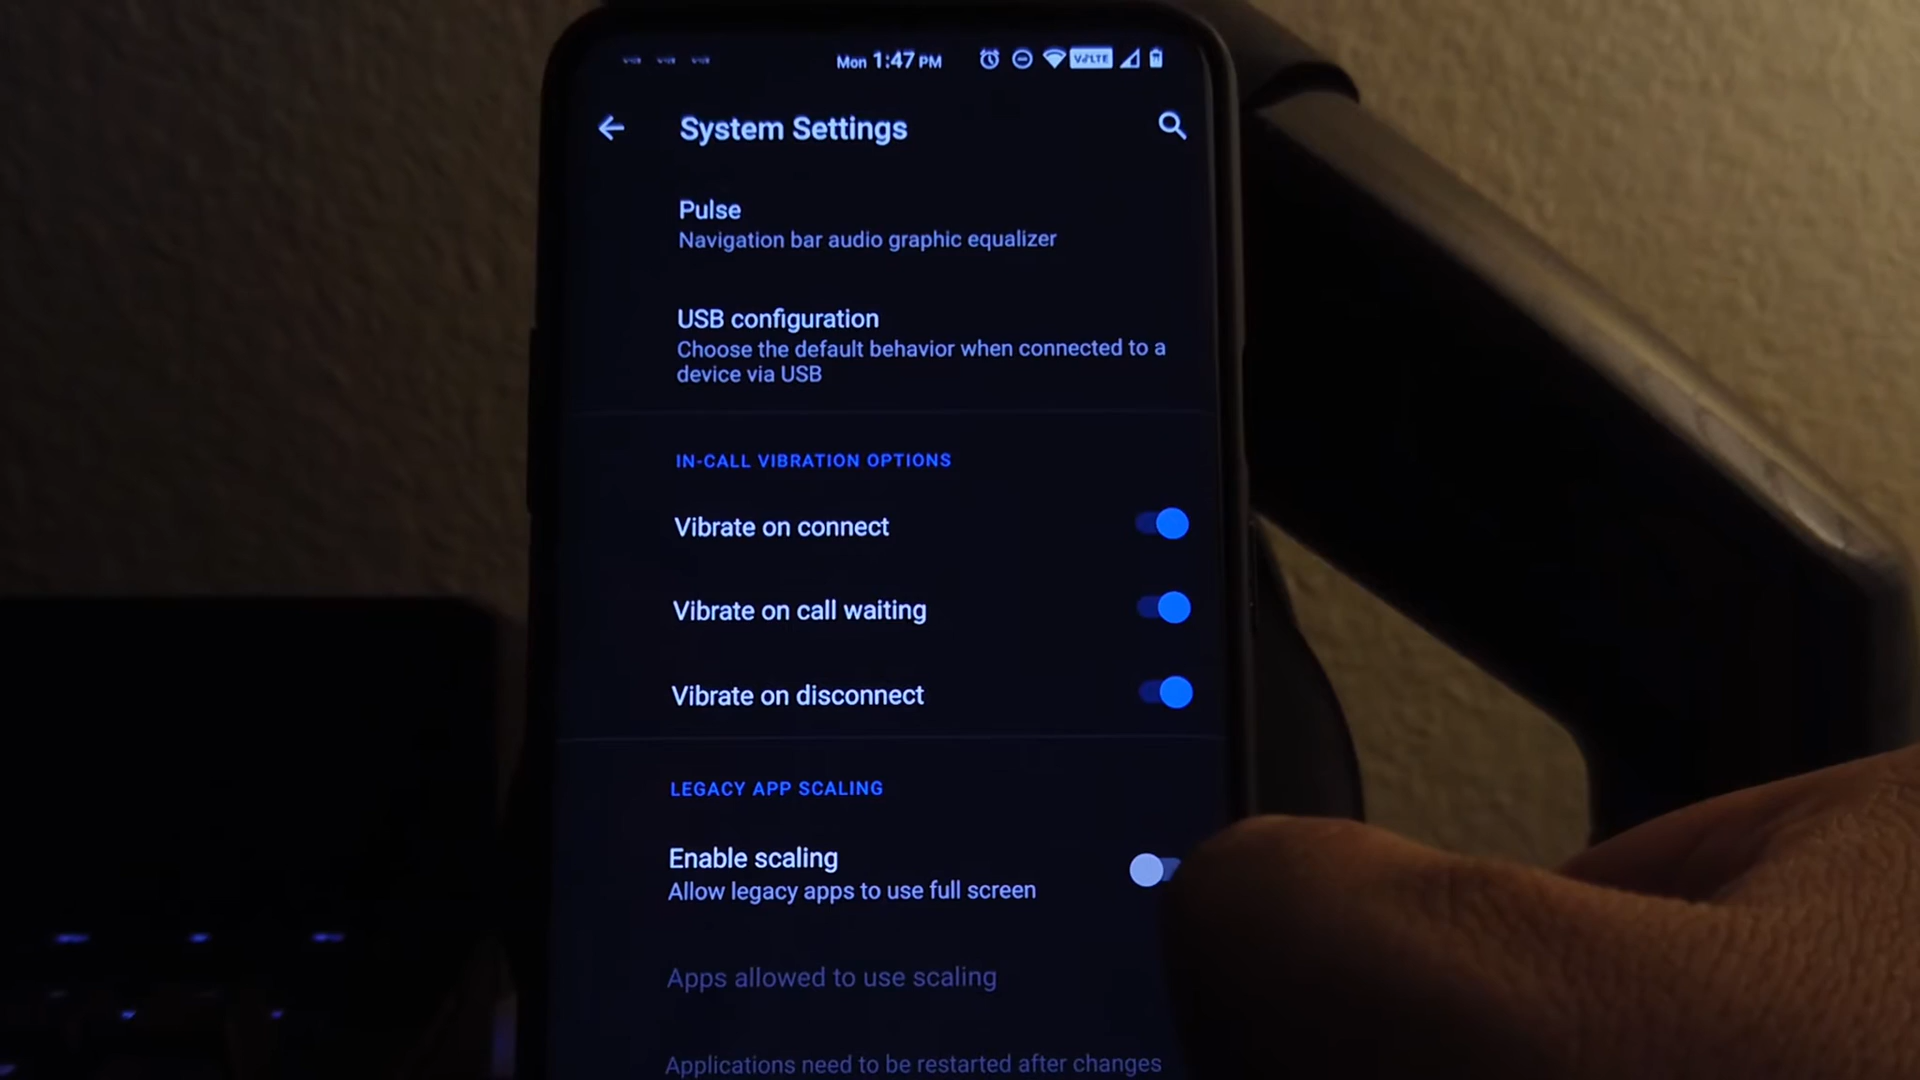 Mon 1:47 PM
VoLTE
System Settings
Pulse
Navigation bar audio graphic equalizer
USB configuration
Choose the default behavior when connected to a
device via USB
IN-CALL VIBRATION OPTIONS
Vibrate on connect
Vibrate on call waiting
Vibrate on disconnect
LEGACY APP SCALING
Enable scaling
Allow legacy apps to use full screen
Apps allowed to use scaling
Applications need to be restarted after changes